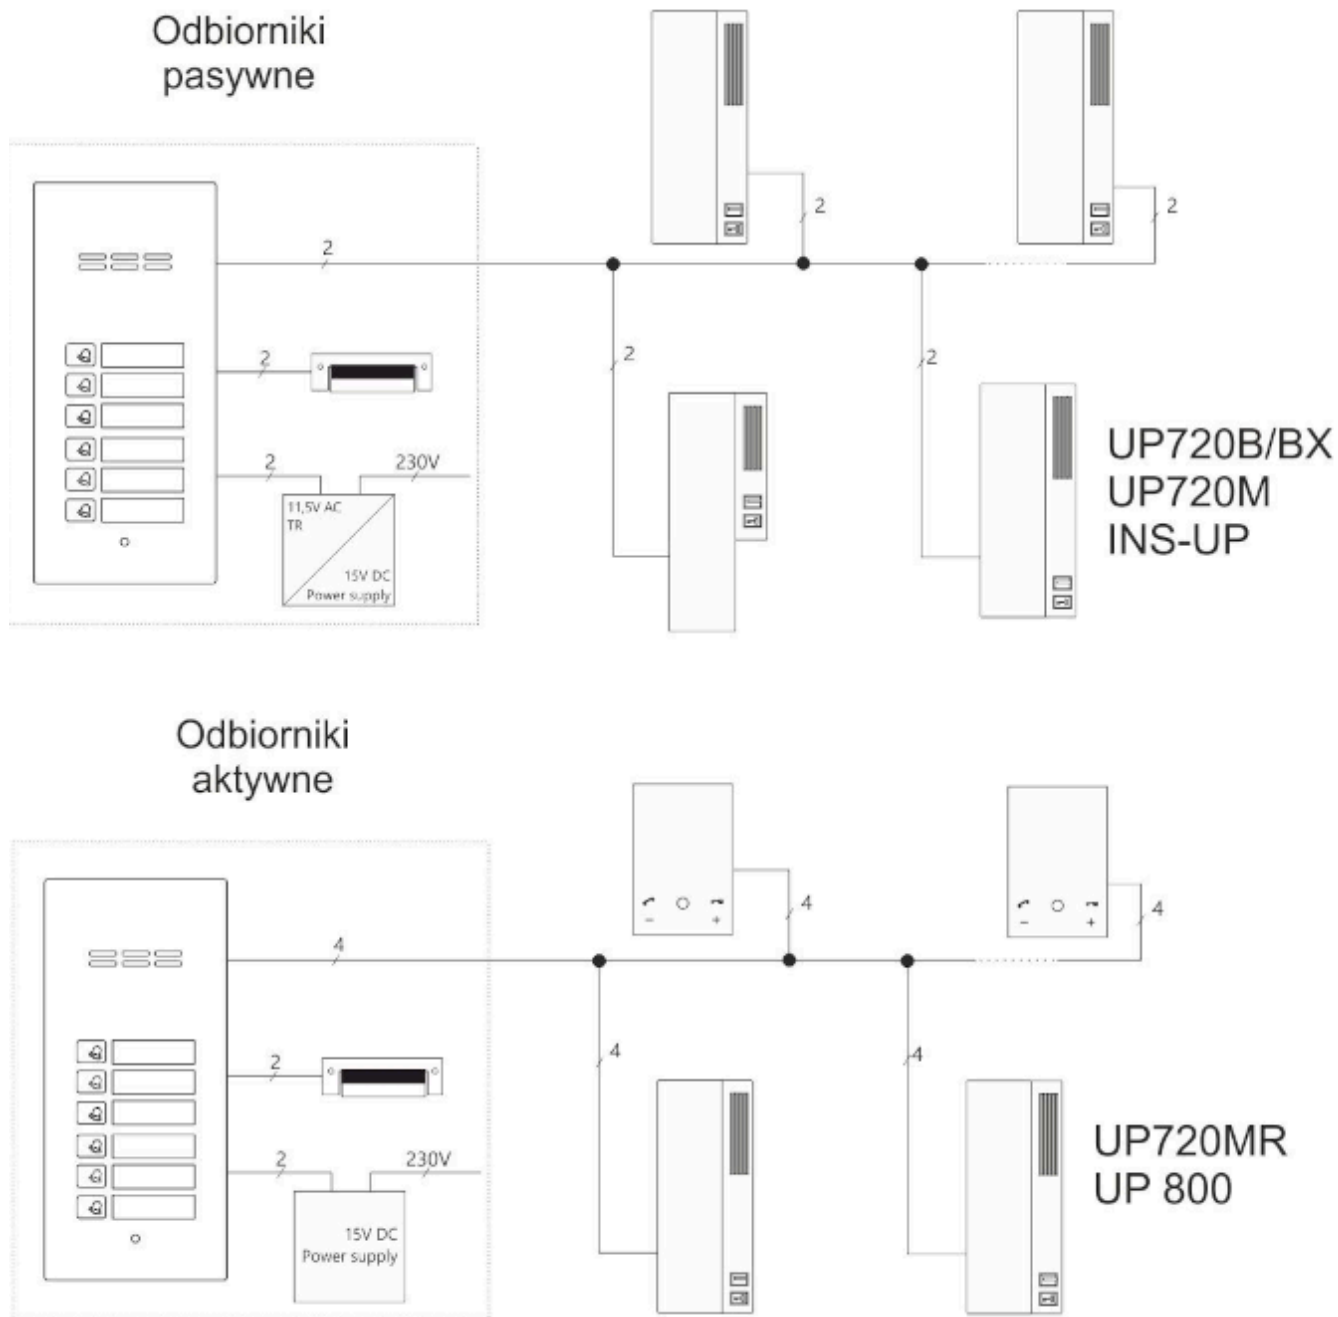 Odbiorniki
pasywne
2
2
2
2
2
2
2
230V
11,5V AC
TR
15V DC
Power supply
UP720B/BX
UP720M
INS-UP
Odbiorniki
aktywne
4
4
4
4
4
2
2
230V
15V DC
Power supply
UP720MR
UP 800